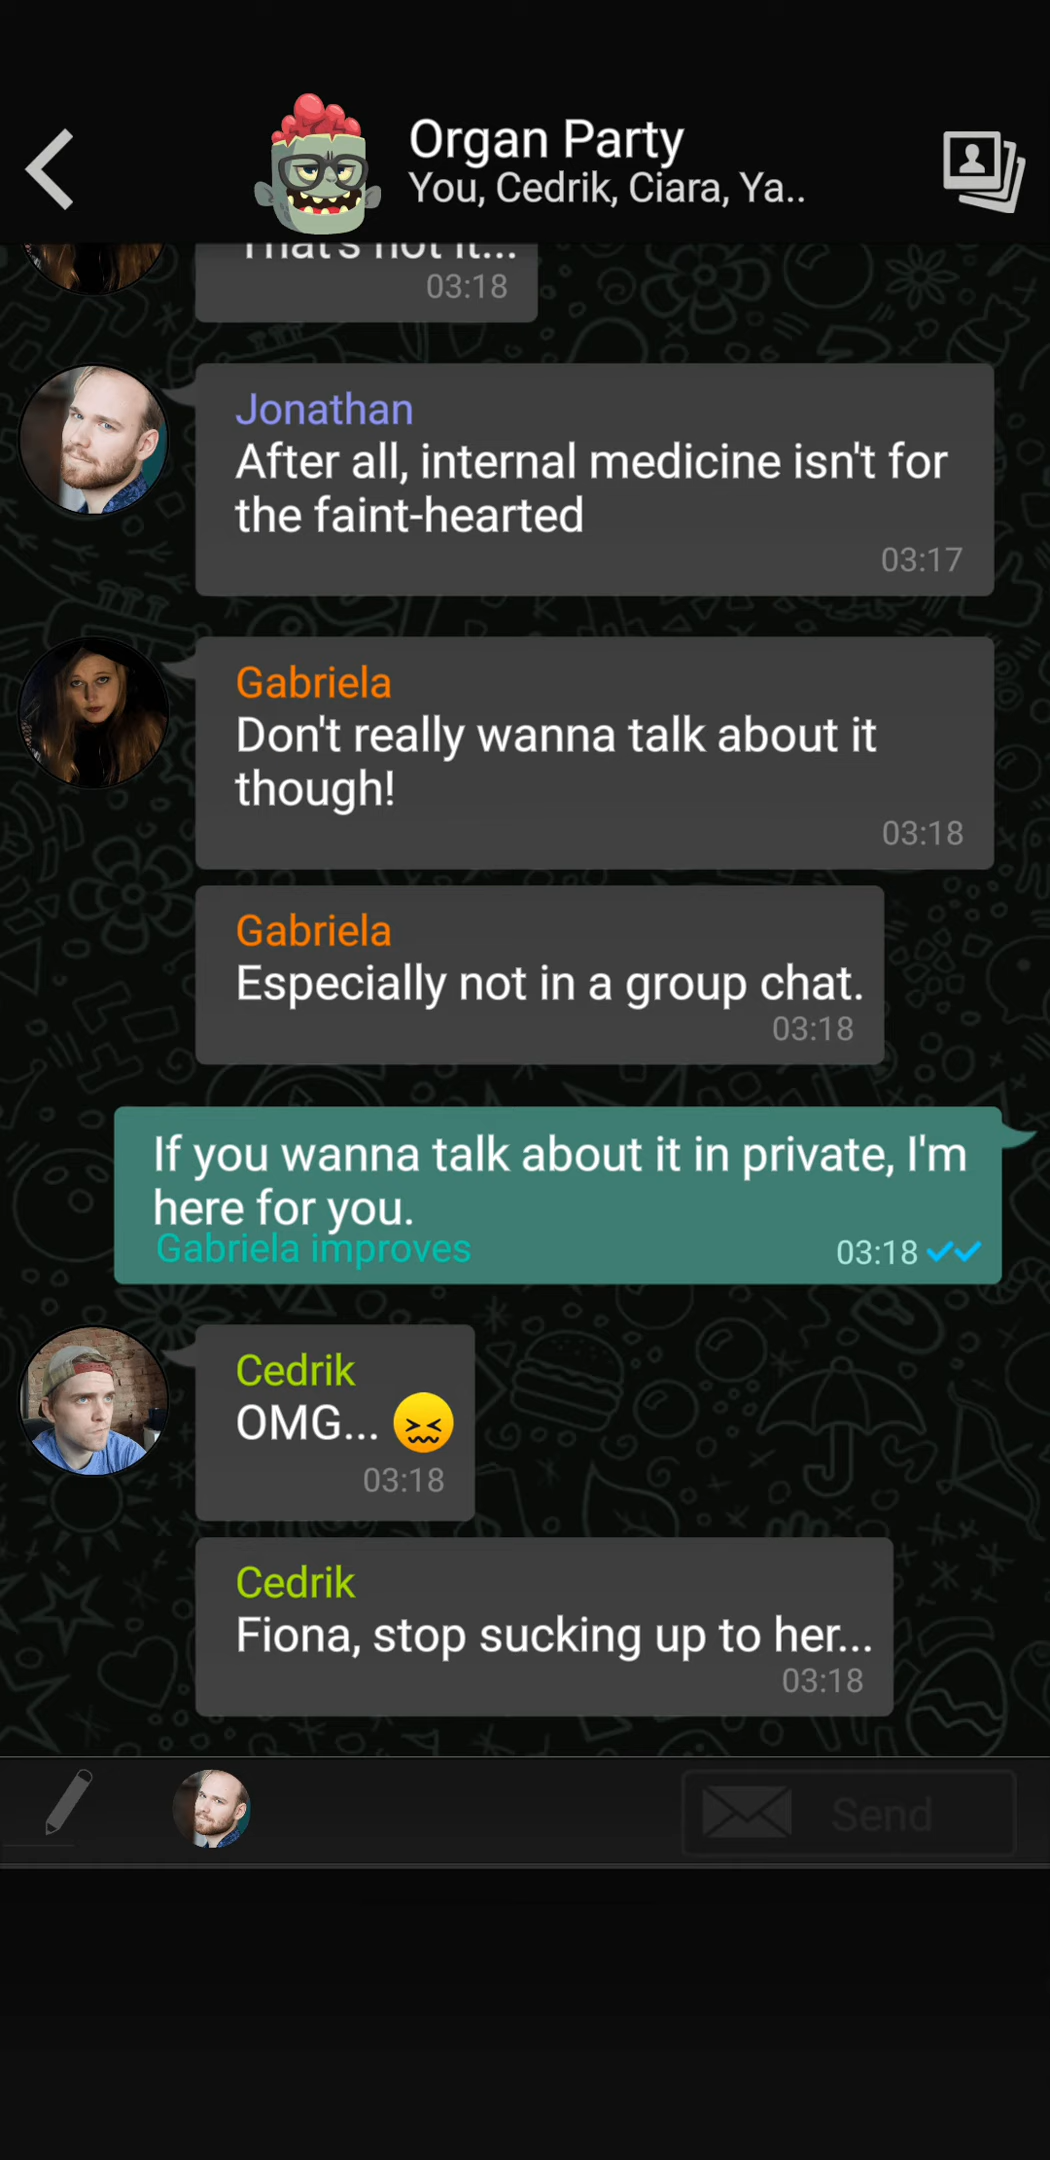 Organ Party
You, Cedrik, Ciara, Ya..
That's not it...
03:18
Jonathan
After all, internal medicine isn't for
the faint-hearted
03:17
Gabriela
Don't really wanna talk about it
though!
03:18
Gabriela
Especially not in a group chat.
03:18
If you wanna talk about it in private, I'm
here for you.
Gabriela improves
03:18
Cedrik
OMG...
03:18
Cedrik
Fiona, stop sucking up to her...
03:18
Send